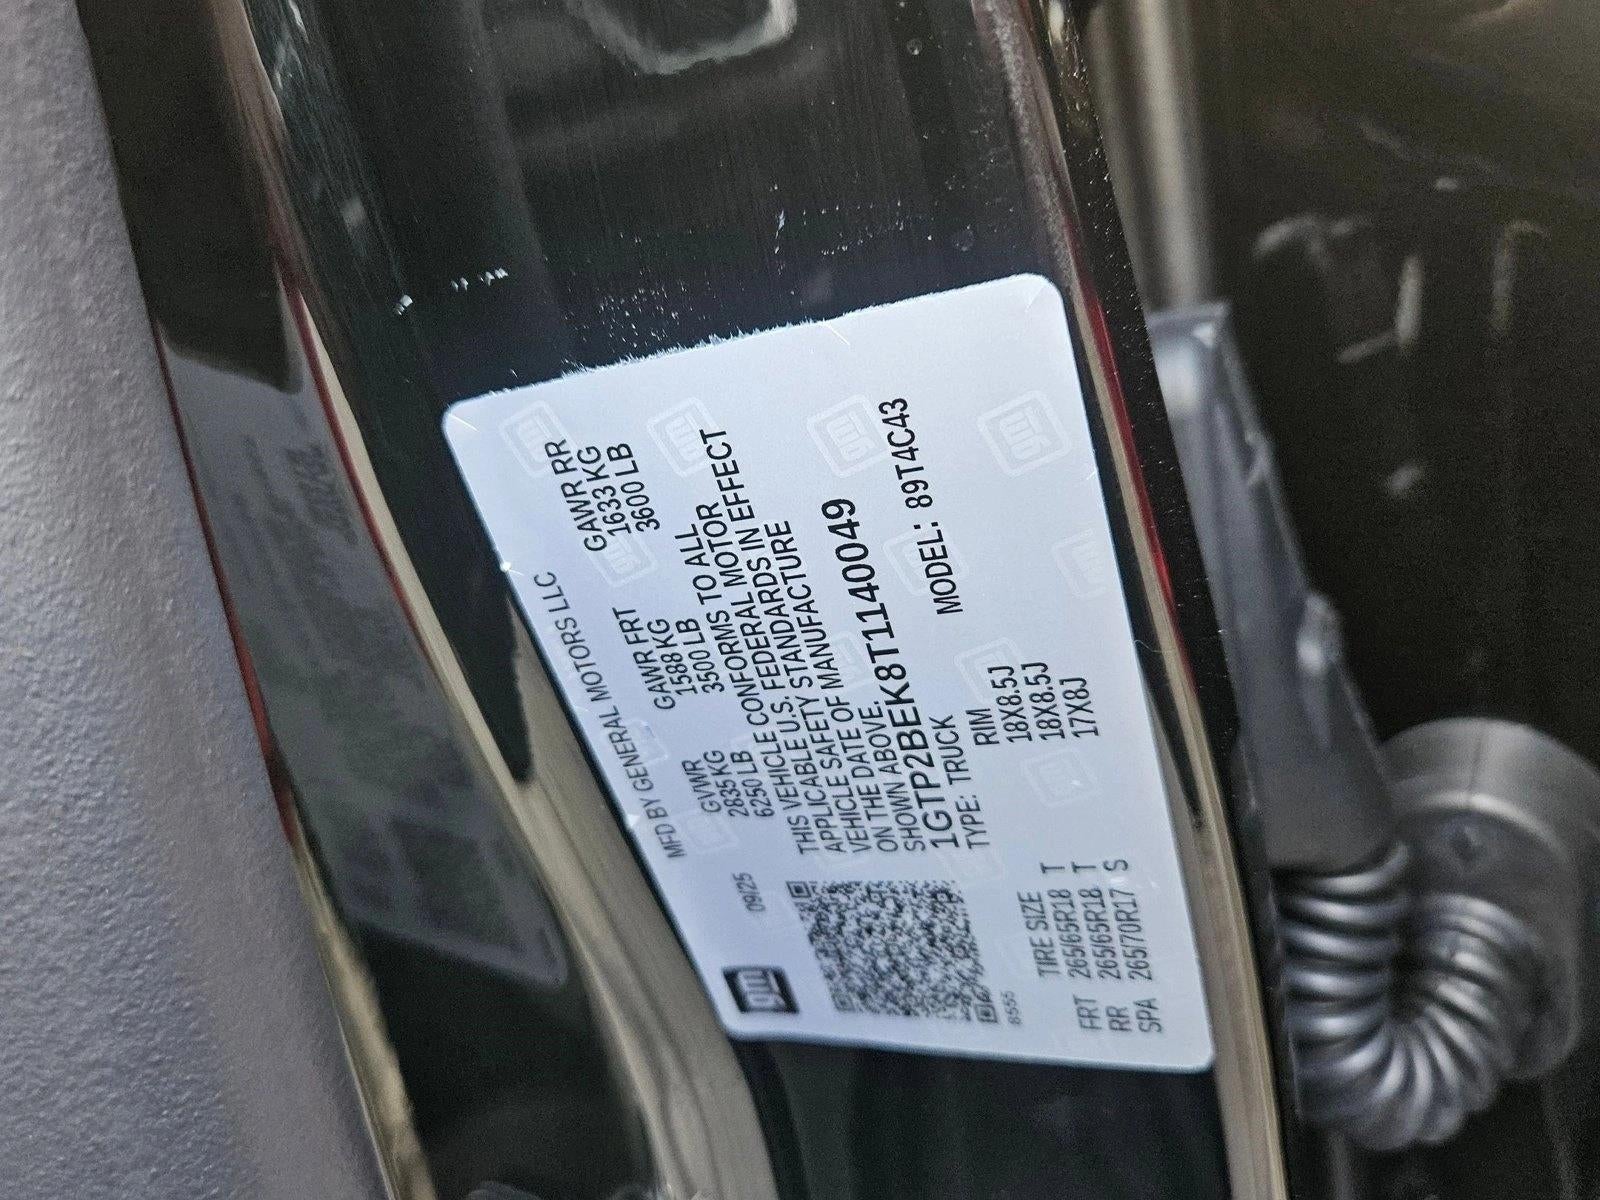 gm
09/25
MFD BY GENERAL MOTORS LLC
GVWR GAWR FRT GAWR RR
2835 KG 1588 KG 1633 KG
6250 LB 3500 LB 3600 LB
THIS VEHICLE CONFORMS TO ALL
APPLICABLE U.S. FEDERAL MOTOR
VEHICLE SAFETY STANDARDS IN EFFECT
ON THE DATE OF MANUFACTURE
SHOWN ABOVE.
1GTP2BEK8T1140049
TYPE: TRUCK MODEL: 89T4C43
8555
TIRE SIZE RIM
FRT 265/65R18 T 18X8.5J
RR 265/65R18 T 18X8.5J
SPA 265/70R17 S 17X8J